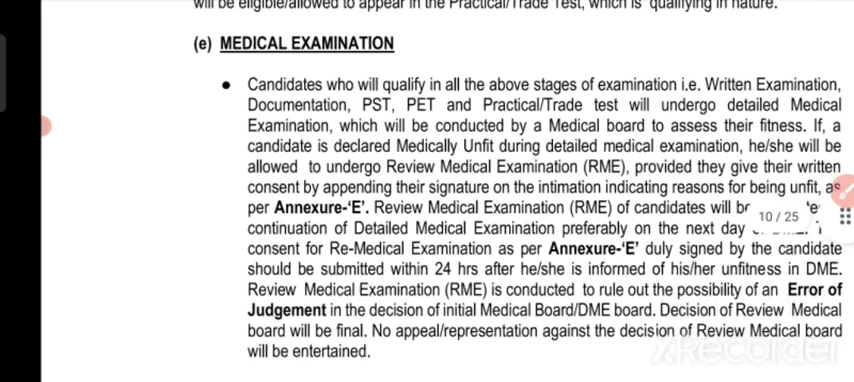 will be eligible/allowed to appear in the Practical/Trade Test, which is qualifying in nature.
(e) MEDICAL EXAMINATION
● Candidates who will qualify in all the above stages of examination i.e. Written Examination,
Documentation, PST, PET and Practical/Trade test will undergo detailed Medical
Examination, which will be conducted by a Medical board to assess their fitness. If, a
candidate is declared Medically Unfit during detailed medical examination, he/she will be
allowed to undergo Review Medical Examination (RME), provided they give their written
consent by appending their signature on the intimation indicating reasons for being unfit, as
per Annexure-‘E’. Review Medical Examination (RME) of candidates will
10 / 25
continuation of Detailed Medical Examination preferably on the next day
consent for Re-Medical Examination as per Annexure-‘E’ duly signed by the candidate
should be submitted within 24 hrs after he/she is informed of his/her unfitness in DME.
Review Medical Examination (RME) is conducted to rule out the possibility of an Error of
Judgement in the decision of initial Medical Board/DME board. Decision of Review Medical
board will be final. No appeal/representation against the decision of Review Medical board
will be entertained.
XRecorder